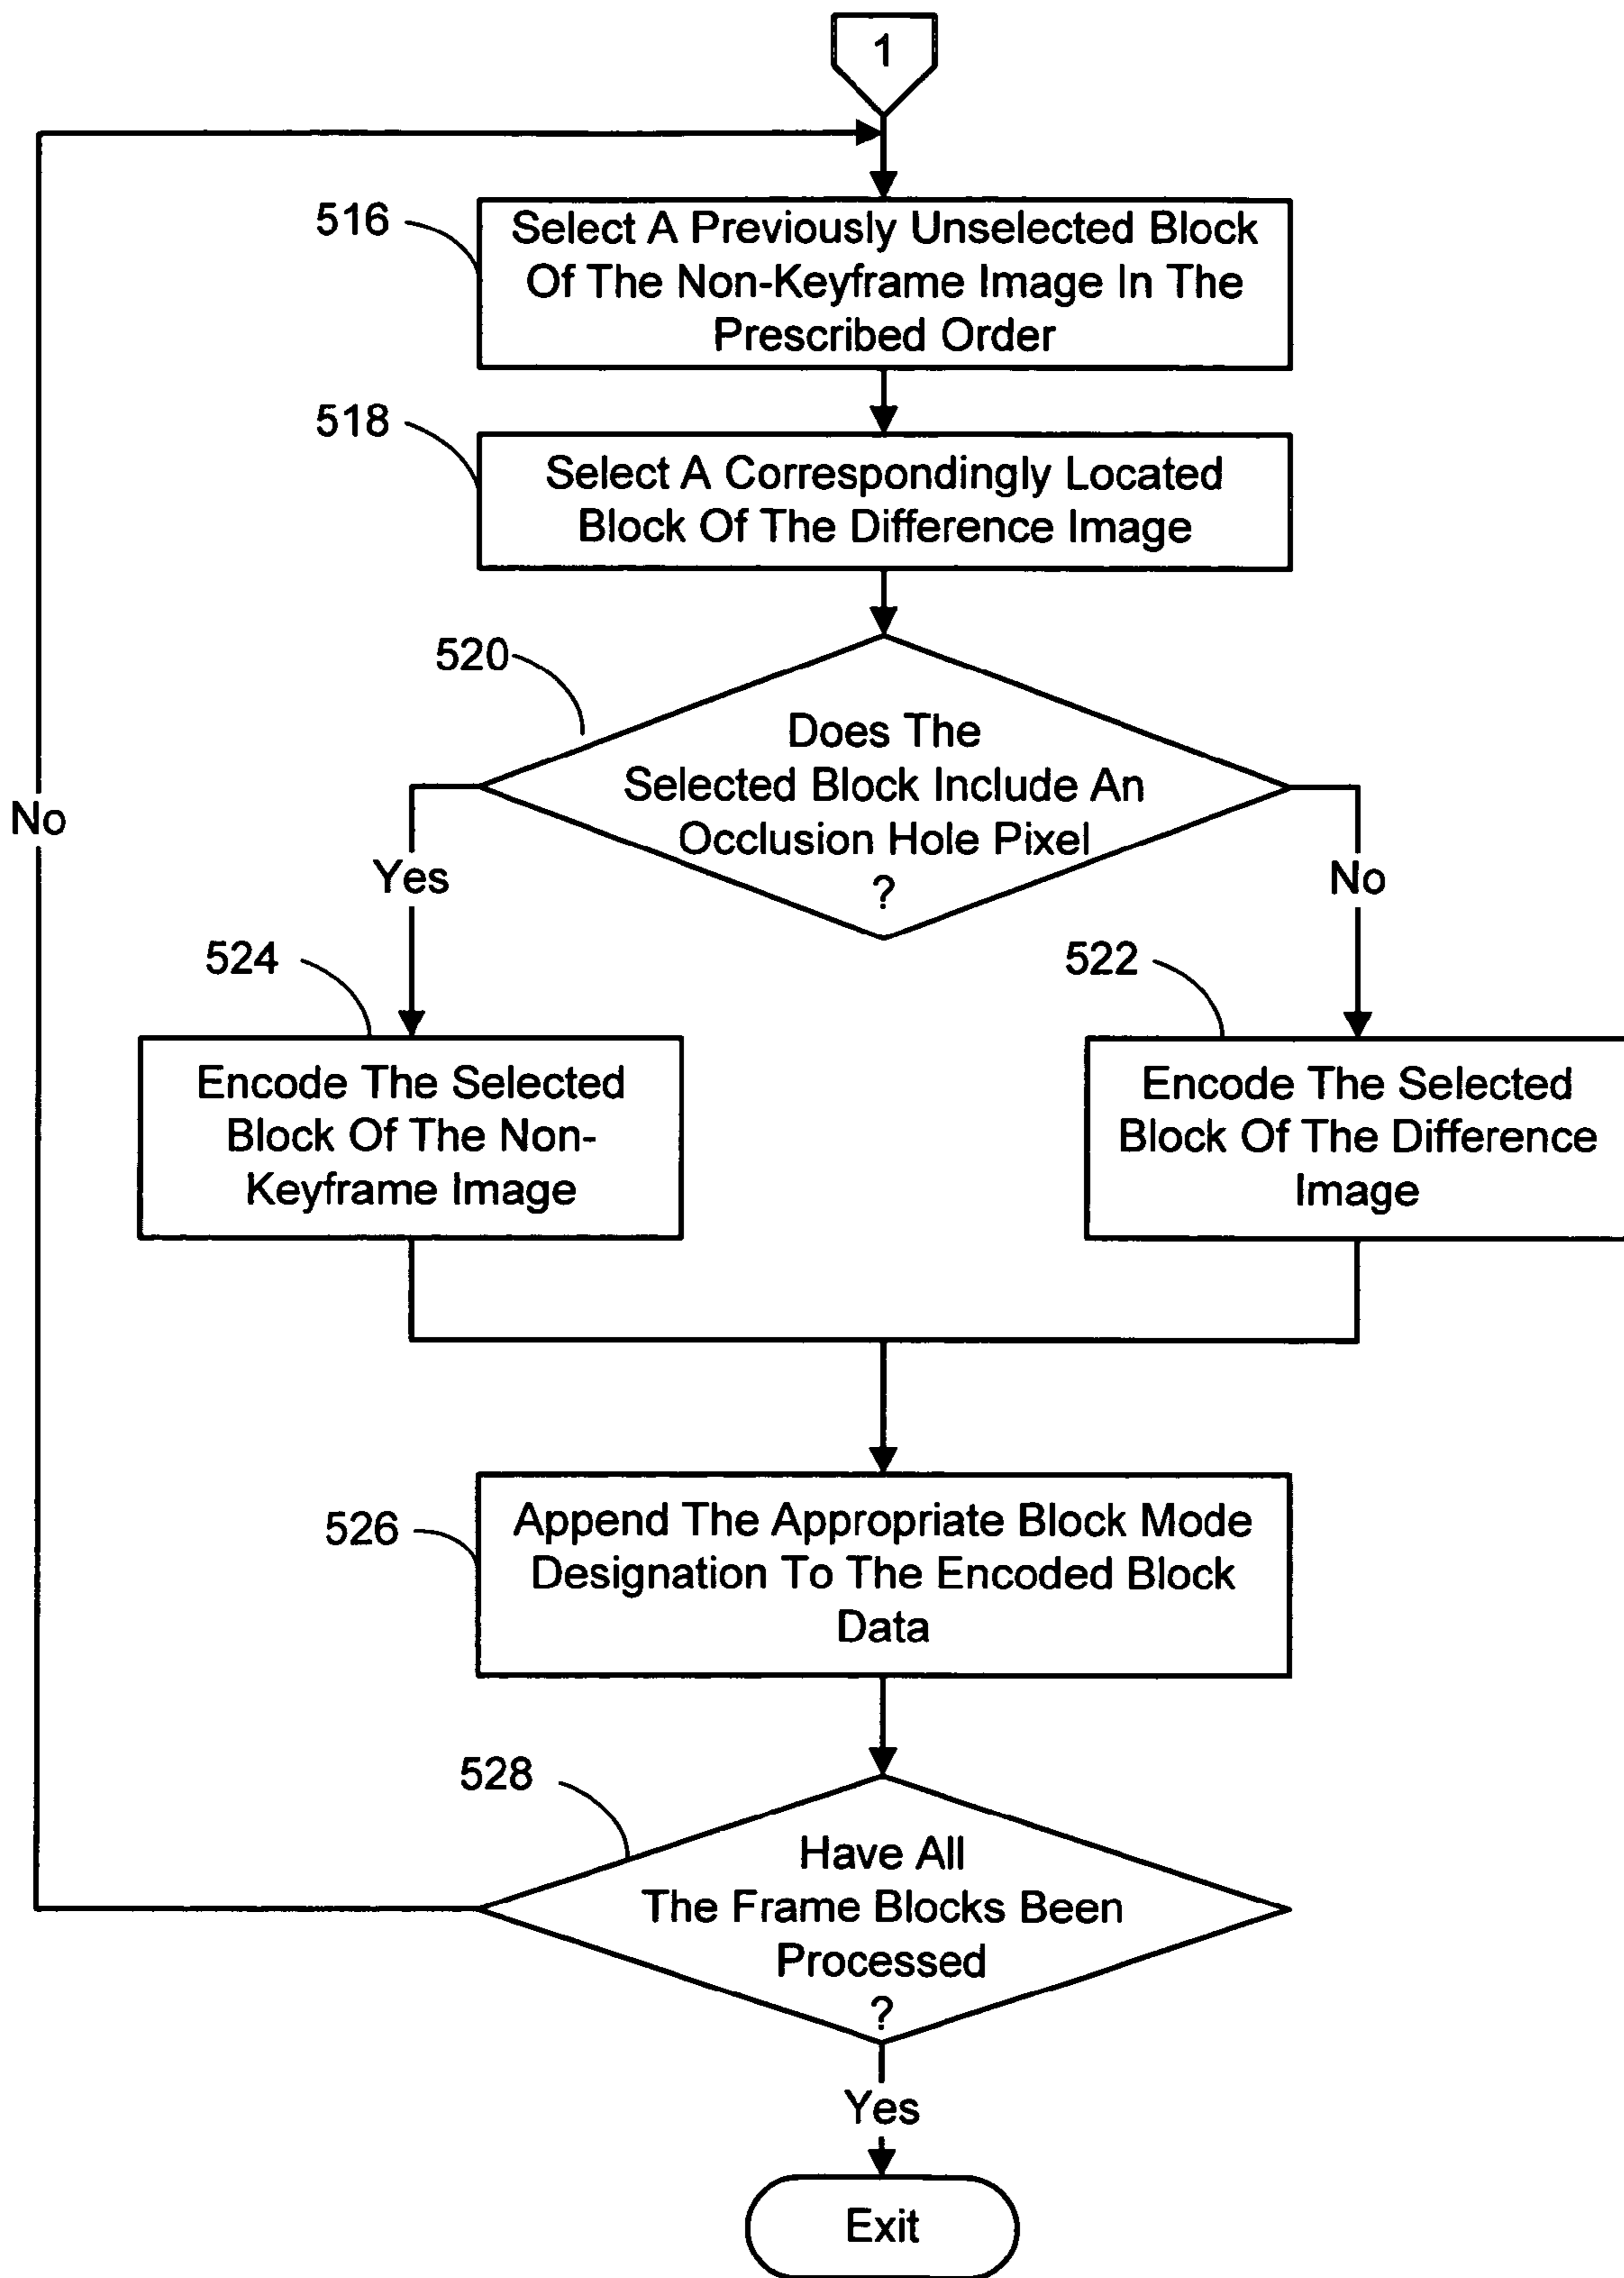 1
516
Select A Previously Unselected Block
Of The Non-Keyframe Image In The
Prescribed Order
518
Select A Correspondingly Located
Block Of The Difference Image
520
Does The
Selected Block Include An
Occlusion Hole Pixel
?
No
Yes
No
524
522
Encode The Selected
Block Of The Non-
Keyframe Image
Encode The Selected
Block Of The Difference
Image
526
Append The Appropriate Block Mode
Designation To The Encoded Block
Data
528
Have All
The Frame Blocks Been
Processed
?
Yes
Exit